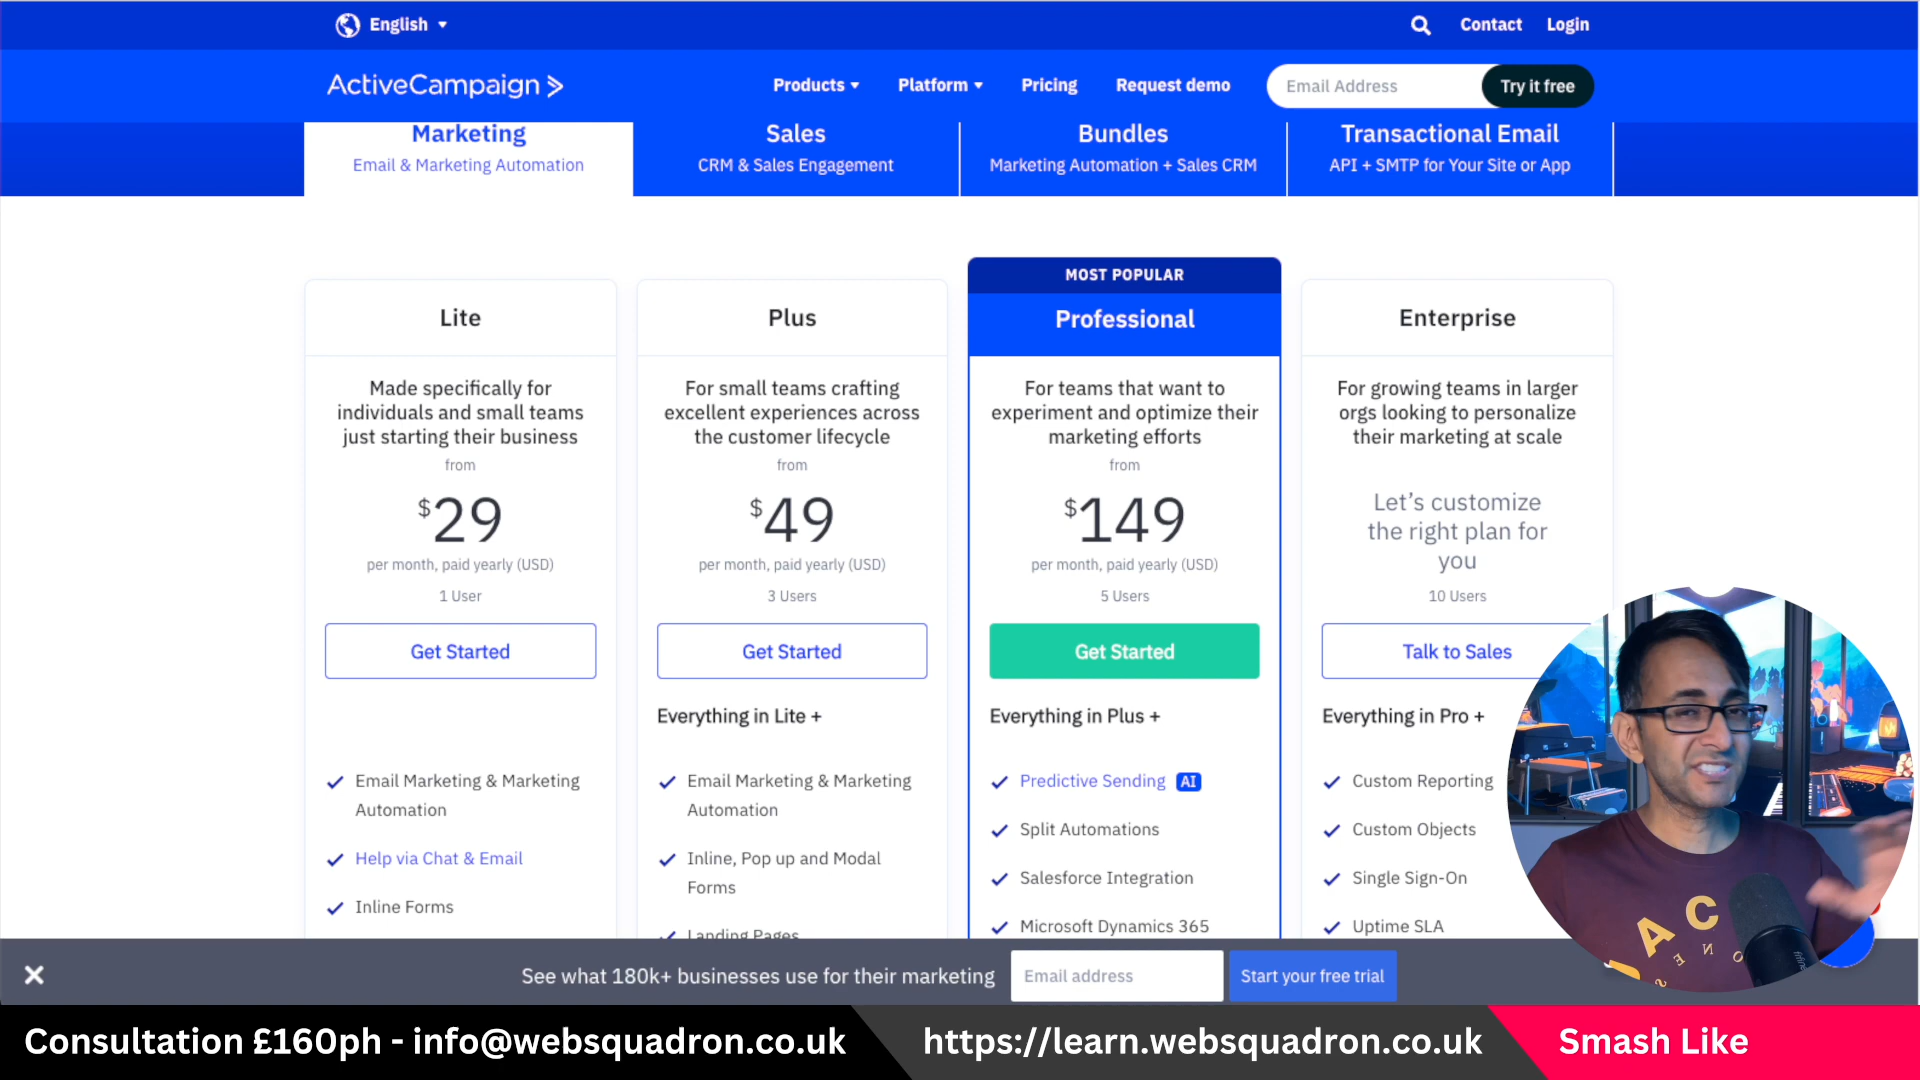 English
Contact
Login
ActiveCampaign >
Products
Platform
Pricing
Request demo
Email Address
Try it free
Marketing
Email & Marketing Automation
Sales
CRM & Sales Engagement
Bundles
Marketing Automation + Sales CRM
Transactional Email
API + SMTP for Your Site or App
Lite
Made specifically for
individuals and small teams
just starting their business
from
$29
per month, paid yearly (USD)
1 User
Get Started
Email Marketing & Marketing
Automation
Help via Chat & Email
Inline Forms
Plus
For small teams crafting
excellent experiences across
the customer lifecycle
from
$49
per month, paid yearly (USD)
3 Users
Get Started
Everything in Lite +
Email Marketing & Marketing
Automation
Inline, Pop up and Modal
Forms
Landing Pages
MOST POPULAR
Professional
For teams that want to
experiment and optimize their
marketing efforts
from
$149
per month, paid yearly (USD)
5 Users
Get Started
Everything in Plus +
Predictive Sending AI
Split Automations
Salesforce Integration
Microsoft Dynamics 365
Enterprise
For growing teams in larger
orgs looking to personalize
their marketing at scale
Let's customize
the right plan for
you
10 Users
Talk to Sales
Everything in Pro +
Custom Reporting
Custom Objects
Single Sign-On
Uptime SLA
See what 180k+ businesses use for their marketing
Email address
Start your free trial
Consultation £160ph - info@websquadron.co.uk
https://learn.websquadron.co.uk
Smash Like